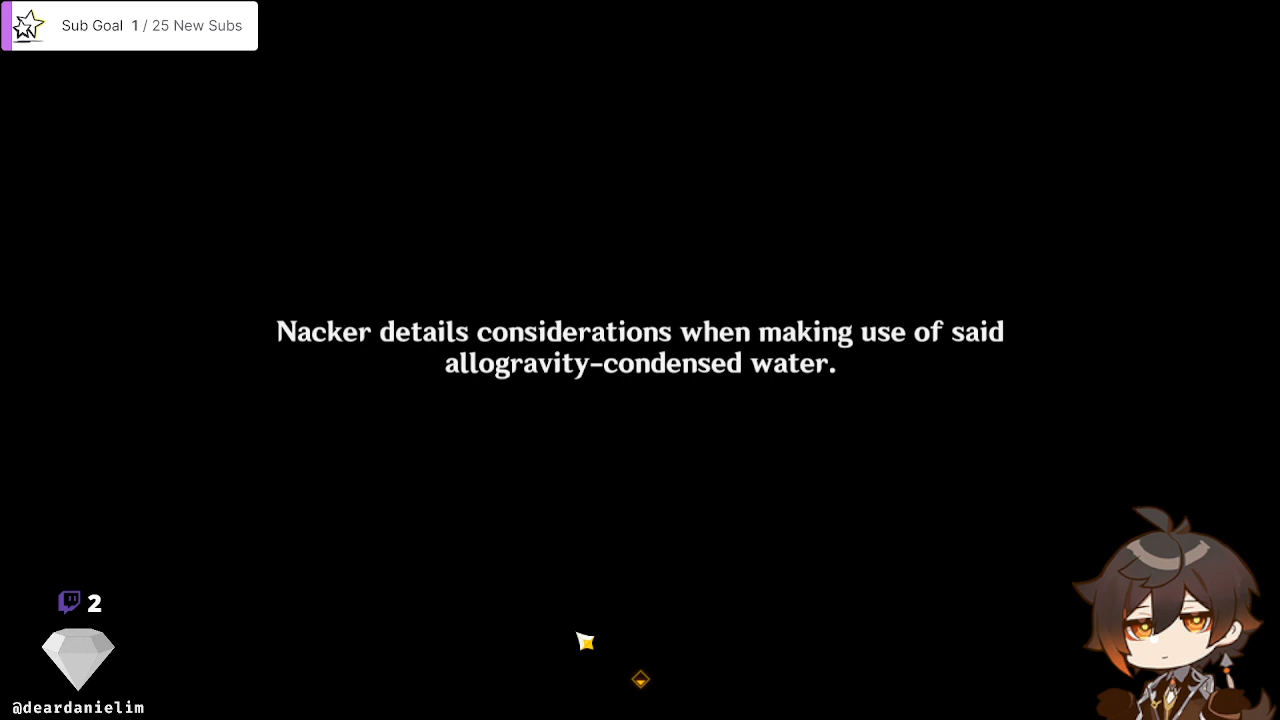 Sub Goal 1 / 25 New Subs
Nacker details considerations when making use of said
allogravity-condensed water.
2
@deardanielim